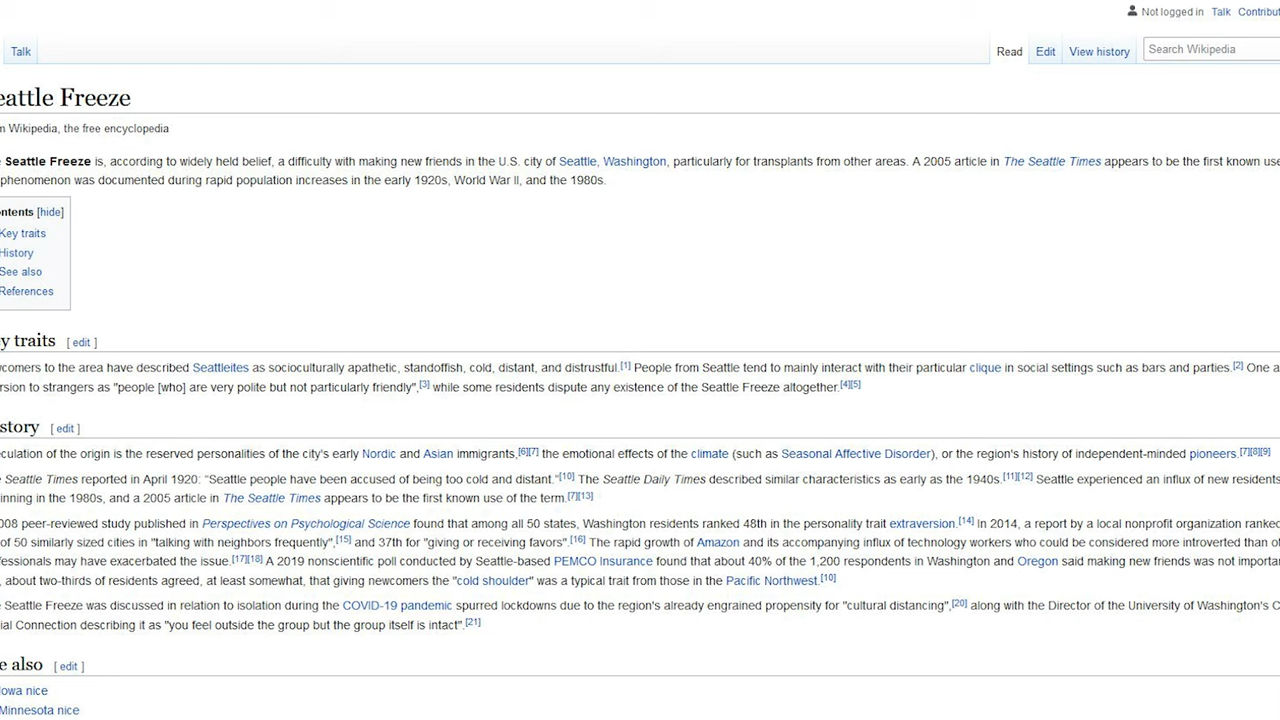 Not logged in Talk Contribut
Talk Read Edit View history Search Wikipedia
eattle Freeze
m Wikipedia, the free encyclopedia
Seattle Freeze is, according to widely held belief, a difficulty with making new friends in the U.S. city of Seattle, Washington, particularly for transplants from other areas. A 2005 article in The Seattle Times appears to be the first known use
phenomenon was documented during rapid population increases in the early 1920s, World War II, and the 1980s.
ontents [hide]
Key traits
History
See also
References
y traits [ edit ]
wcomers to the area have described Seattleites as socioculturally apathetic, standoffish, cold, distant, and distrustful.[1] People from Seattle tend to mainly interact with their particular clique in social settings such as bars and parties.[2] One a
rsion to strangers as "people [who] are very polite but not particularly friendly",[3] while some residents dispute any existence of the Seattle Freeze altogether.[4][5]
story [ edit ]
eculation of the origin is the reserved personalities of the city's early Nordic and Asian immigrants,[6][7] the emotional effects of the climate (such as Seasonal Affective Disorder), or the region's history of independent-minded pioneers.[7][8][9]
Seattle Times reported in April 1920: "Seattle people have been accused of being too cold and distant."[10] The Seattle Daily Times described similar characteristics as early as the 1940s.[11][12] Seattle experienced an influx of new residents
inning in the 1980s, and a 2005 article in The Seattle Times appears to be the first known use of the term.[7][13]
008 peer-reviewed study published in Perspectives on Psychological Science found that among all 50 states, Washington residents ranked 48th in the personality trait extraversion.[14] In 2014, a report by a local nonprofit organization ranked
of 50 similarly sized cities in "talking with neighbors frequently",[15] and 37th for "giving or receiving favors".[16] The rapid growth of Amazon and its accompanying influx of technology workers who could be considered more introverted than ot
fessionals may have exacerbated the issue.[17][18] A 2019 nonscientific poll conducted by Seattle-based PEMCO Insurance found that about 40% of the 1,200 respondents in Washington and Oregon said making new friends was not importan
, about two-thirds of residents agreed, at least somewhat, that giving newcomers the "cold shoulder" was a typical trait from those in the Pacific Northwest.[10]
Seattle Freeze was discussed in relation to isolation during the COVID-19 pandemic spurred lockdowns due to the region's already engrained propensity for "cultural distancing",[20] along with the Director of the University of Washington's C
ial Connection describing it as "you feel outside the group but the group itself is intact".[21]
e also [ edit ]
Iowa nice
Minnesota nice